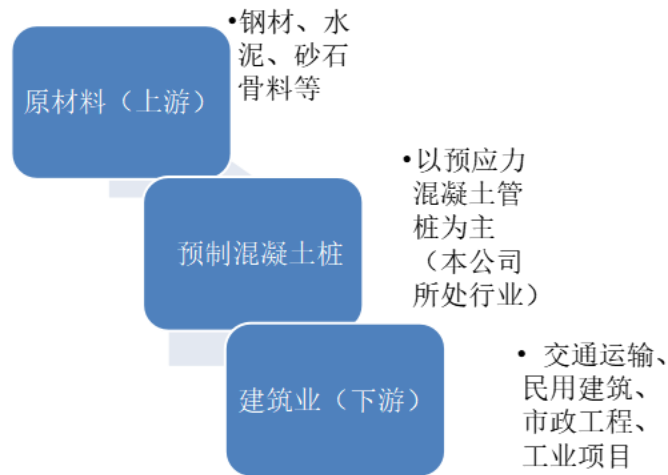 •钢材、水
泥、砂石
骨料等
原材料（上游）
•以预应力
混凝土管
桩为主
（本公司
所处行业）
预制混凝土桩
• 交通运输、
民用建筑、
市政工程、
工业项目
建筑业（下游）